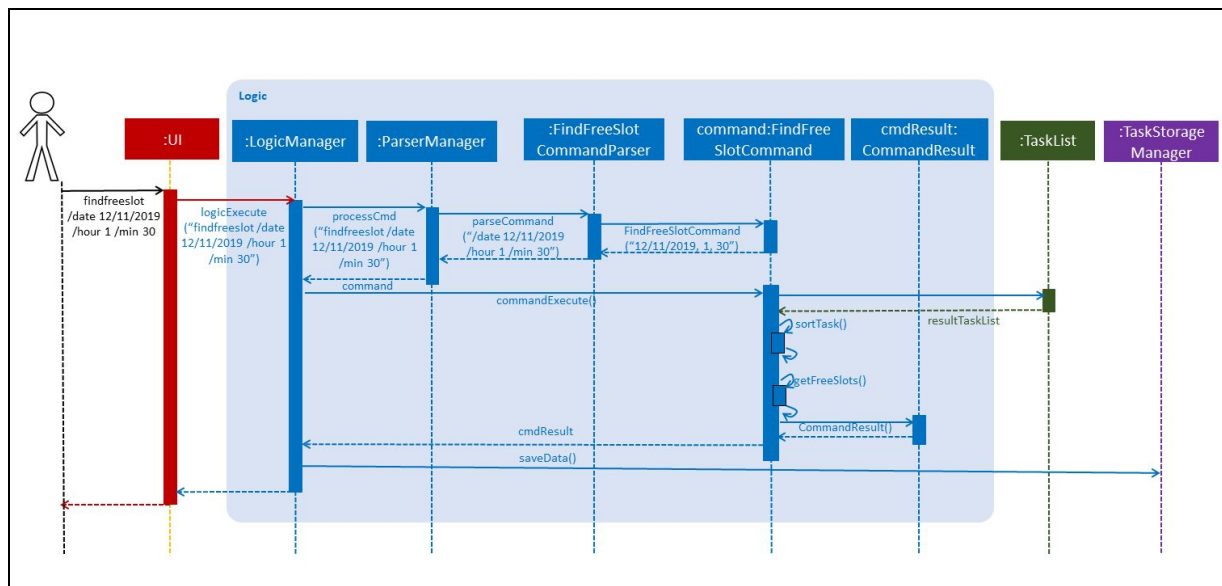 Logic
:UI
:LogicManager
:ParserManager
:FindFreeSlot
CommandParser
command:FindFree
SlotCommand
cmdResult:
CommandResult
:TaskList
:TaskStorage
Manager
findfreeslot
/date 12/11/2019
/hour 1 /min 30
logicExecute
(“findfreeslot /date
12/11/2019 /hour 1
/min 30”)
processCmd
(“findfreeslot /date
12/11/2019 /hour 1
/min 30”)
parseCommand
(“/date 12/11/2019
/hour 1 /min 30”)
FindFreeSlotCommand
(“12/11/2019, 1, 30”)
command
commandExecute()
resultTaskList
sortTask()
getFreeSlots()
CommandResult()
cmdResult
saveData()